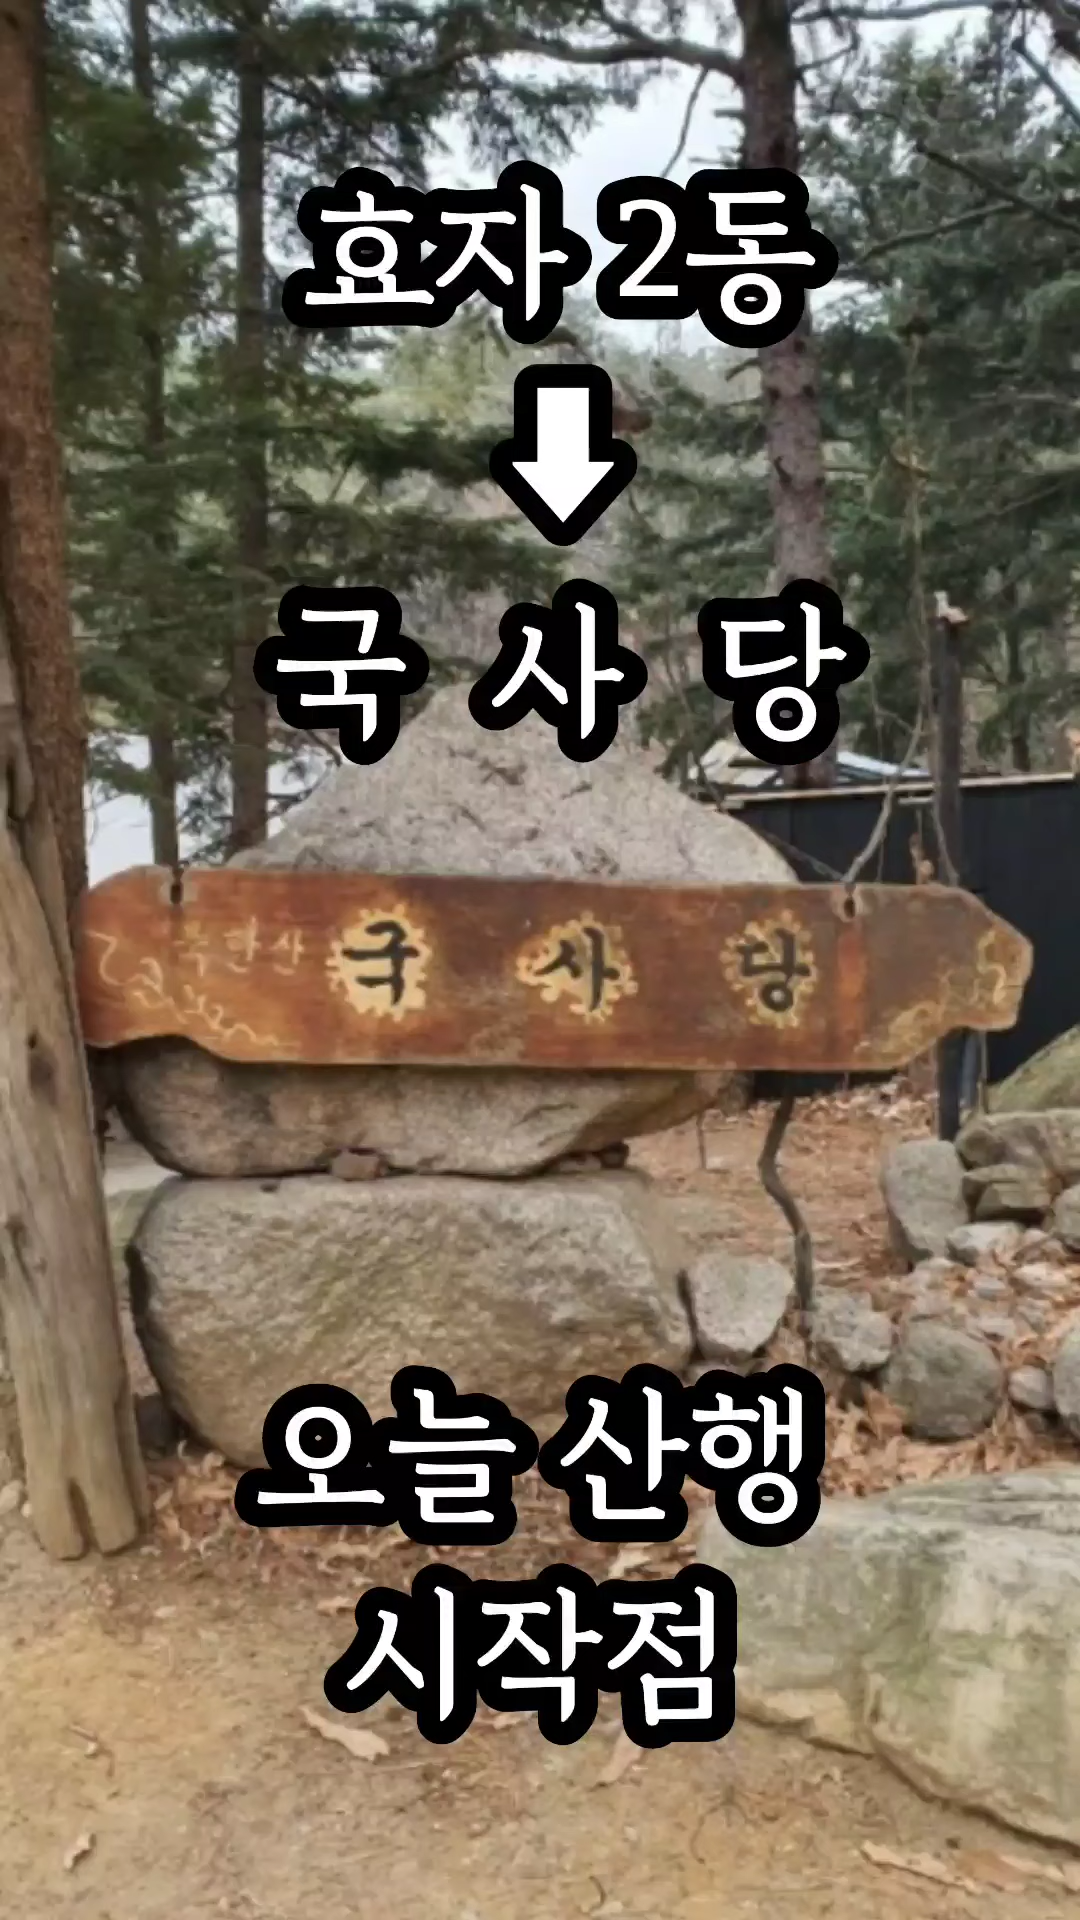 효자 2동
국 사 당
북한산 국 사 당
오늘 산행
시작점